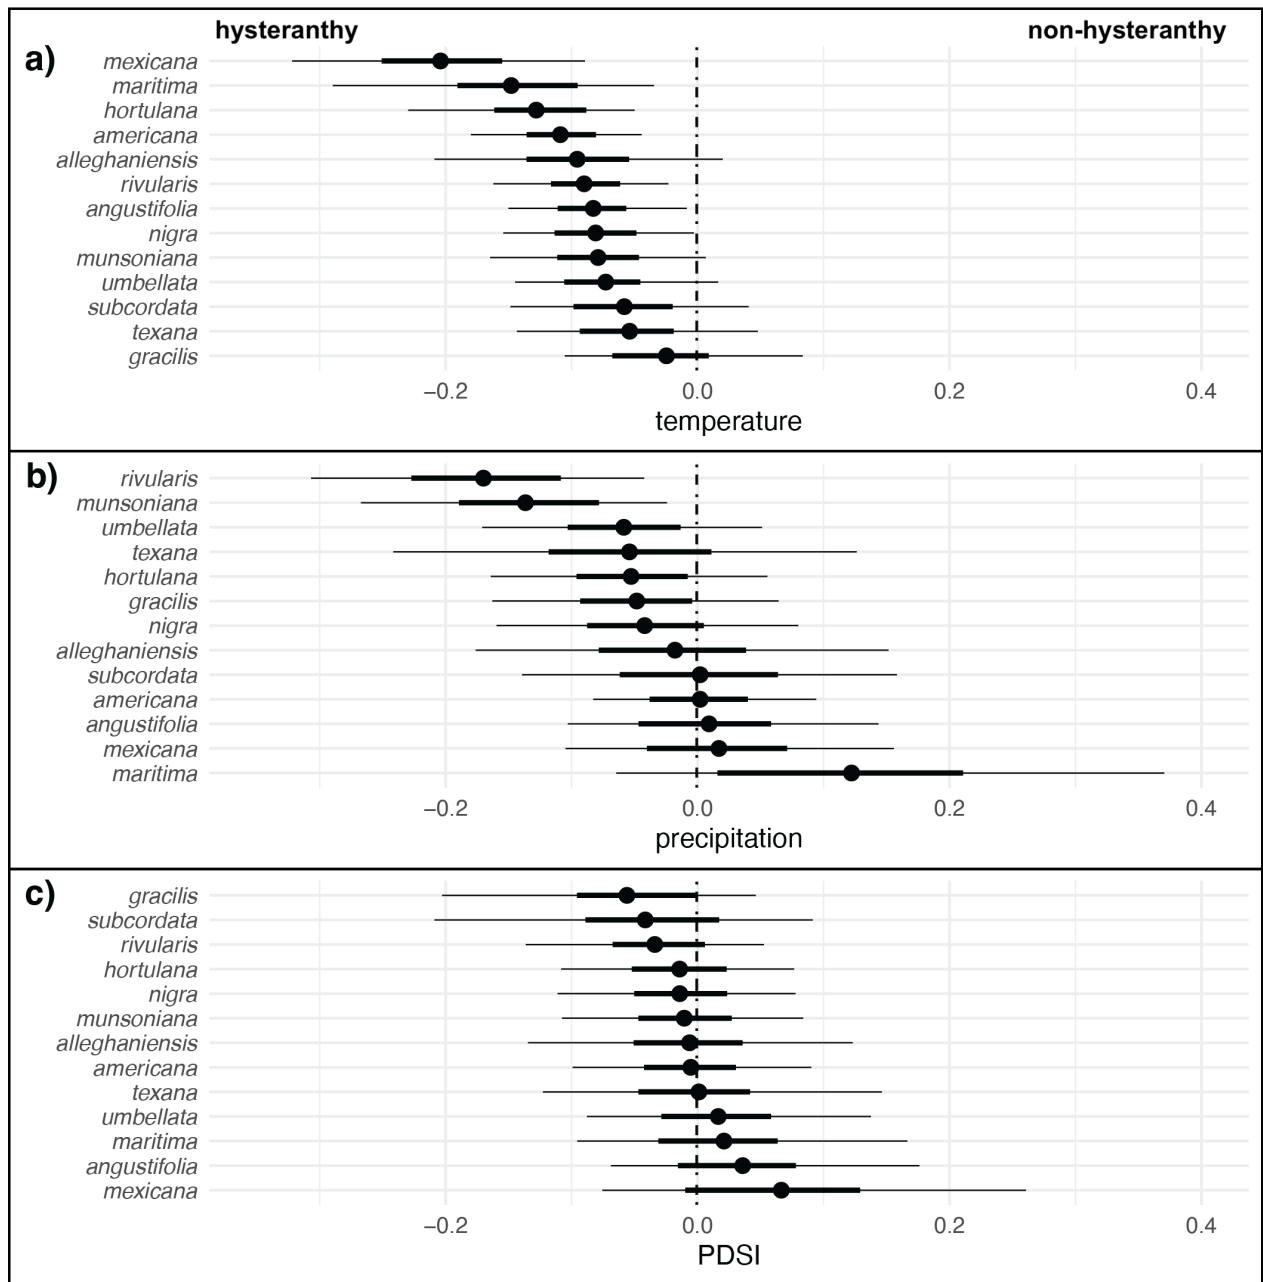 hysteranthy non-hysteranthy
a)
mexicana
maritima
hortulana
americana
alleghaniensis
rivularis
angustifolia
nigra
munsoniana
umbellata
subcordata
texana
gracilis
−0.2 0.0 0.2 0.4
temperature
b)
rivularis
munsoniana
umbellata
texana
hortulana
gracilis
nigra
alleghaniensis
subcordata
americana
angustifolia
mexicana
maritima
−0.2 0.0 0.2 0.4
precipitation
c)
gracilis
subcordata
rivularis
hortulana
nigra
munsoniana
alleghaniensis
americana
texana
umbellata
maritima
angustifolia
mexicana
−0.2 0.0 0.2 0.4
PDSI